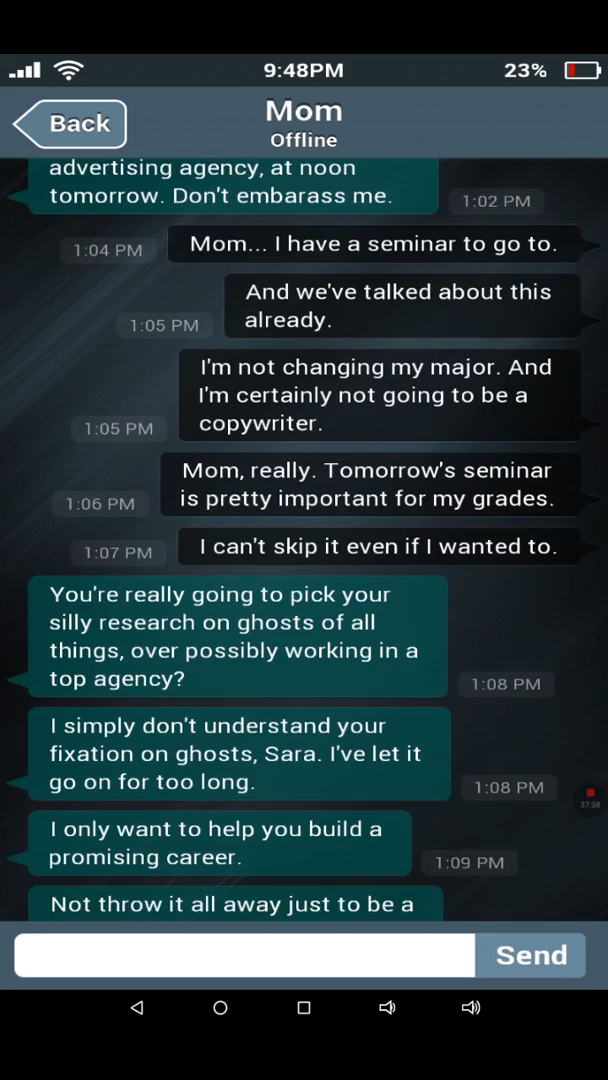 9:48PM
23%
Back
Mom
Offline
advertising agency, at noon
tomorrow. Don't embarass me.
1:02 PM
Mom... I have a seminar to go to.
1:04 PM
And we've talked about this
already.
1:05 PM
I'm not changing my major. And
I'm certainly not going to be a
copywriter.
1:05 PM
Mom, really. Tomorrow's seminar
is pretty important for my grades.
1:06 PM
I can't skip it even if I wanted to.
1:07 PM
You're really going to pick your
silly research on ghosts of all
things, over possibly working in a
top agency?
1:08 PM
I simply don't understand your
fixation on ghosts, Sara. I've let it
go on for too long.
1:08 PM
37:38
I only want to help you build a
promising career.
1:09 PM
Not throw it all away just to be a
Send